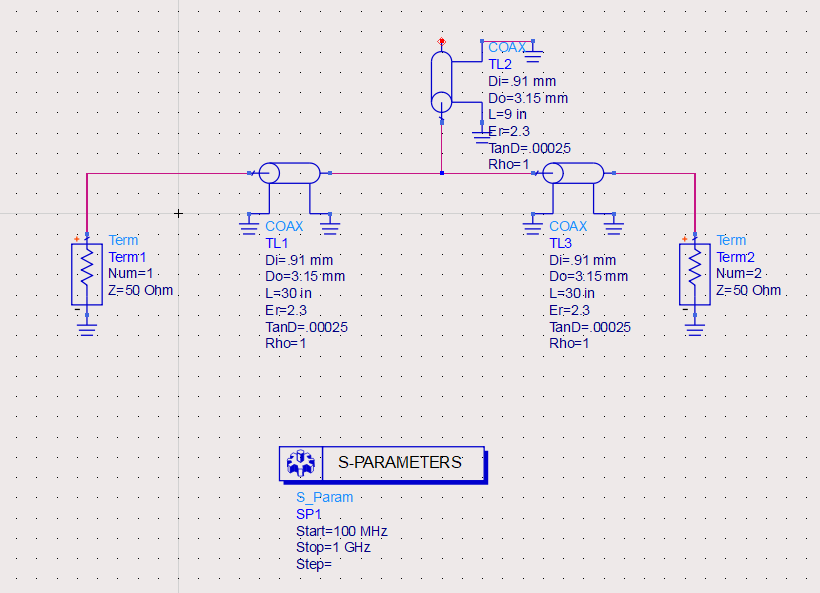 COAX
TL2
Di=.91 mm
Do=3.15 mm
L=9 in
Er=2.3
TanD=.00025
Rho=1
Term
Term1
Num=1
Z=50 Ohm
COAX
TL1
Di=.91 mm
Do=3.15 mm
L=30 in
Er=2.3
TanD=.00025
Rho=1
COAX
TL3
Di=.91 mm
Do=3.15 mm
L=30 in
Er=2.3
TanD=.00025
Rho=1
Term
Term2
Num=2
Z=50 Ohm
S-PARAMETERS
S_Param
SP1
Start=100 MHz
Stop=1 GHz
Step=